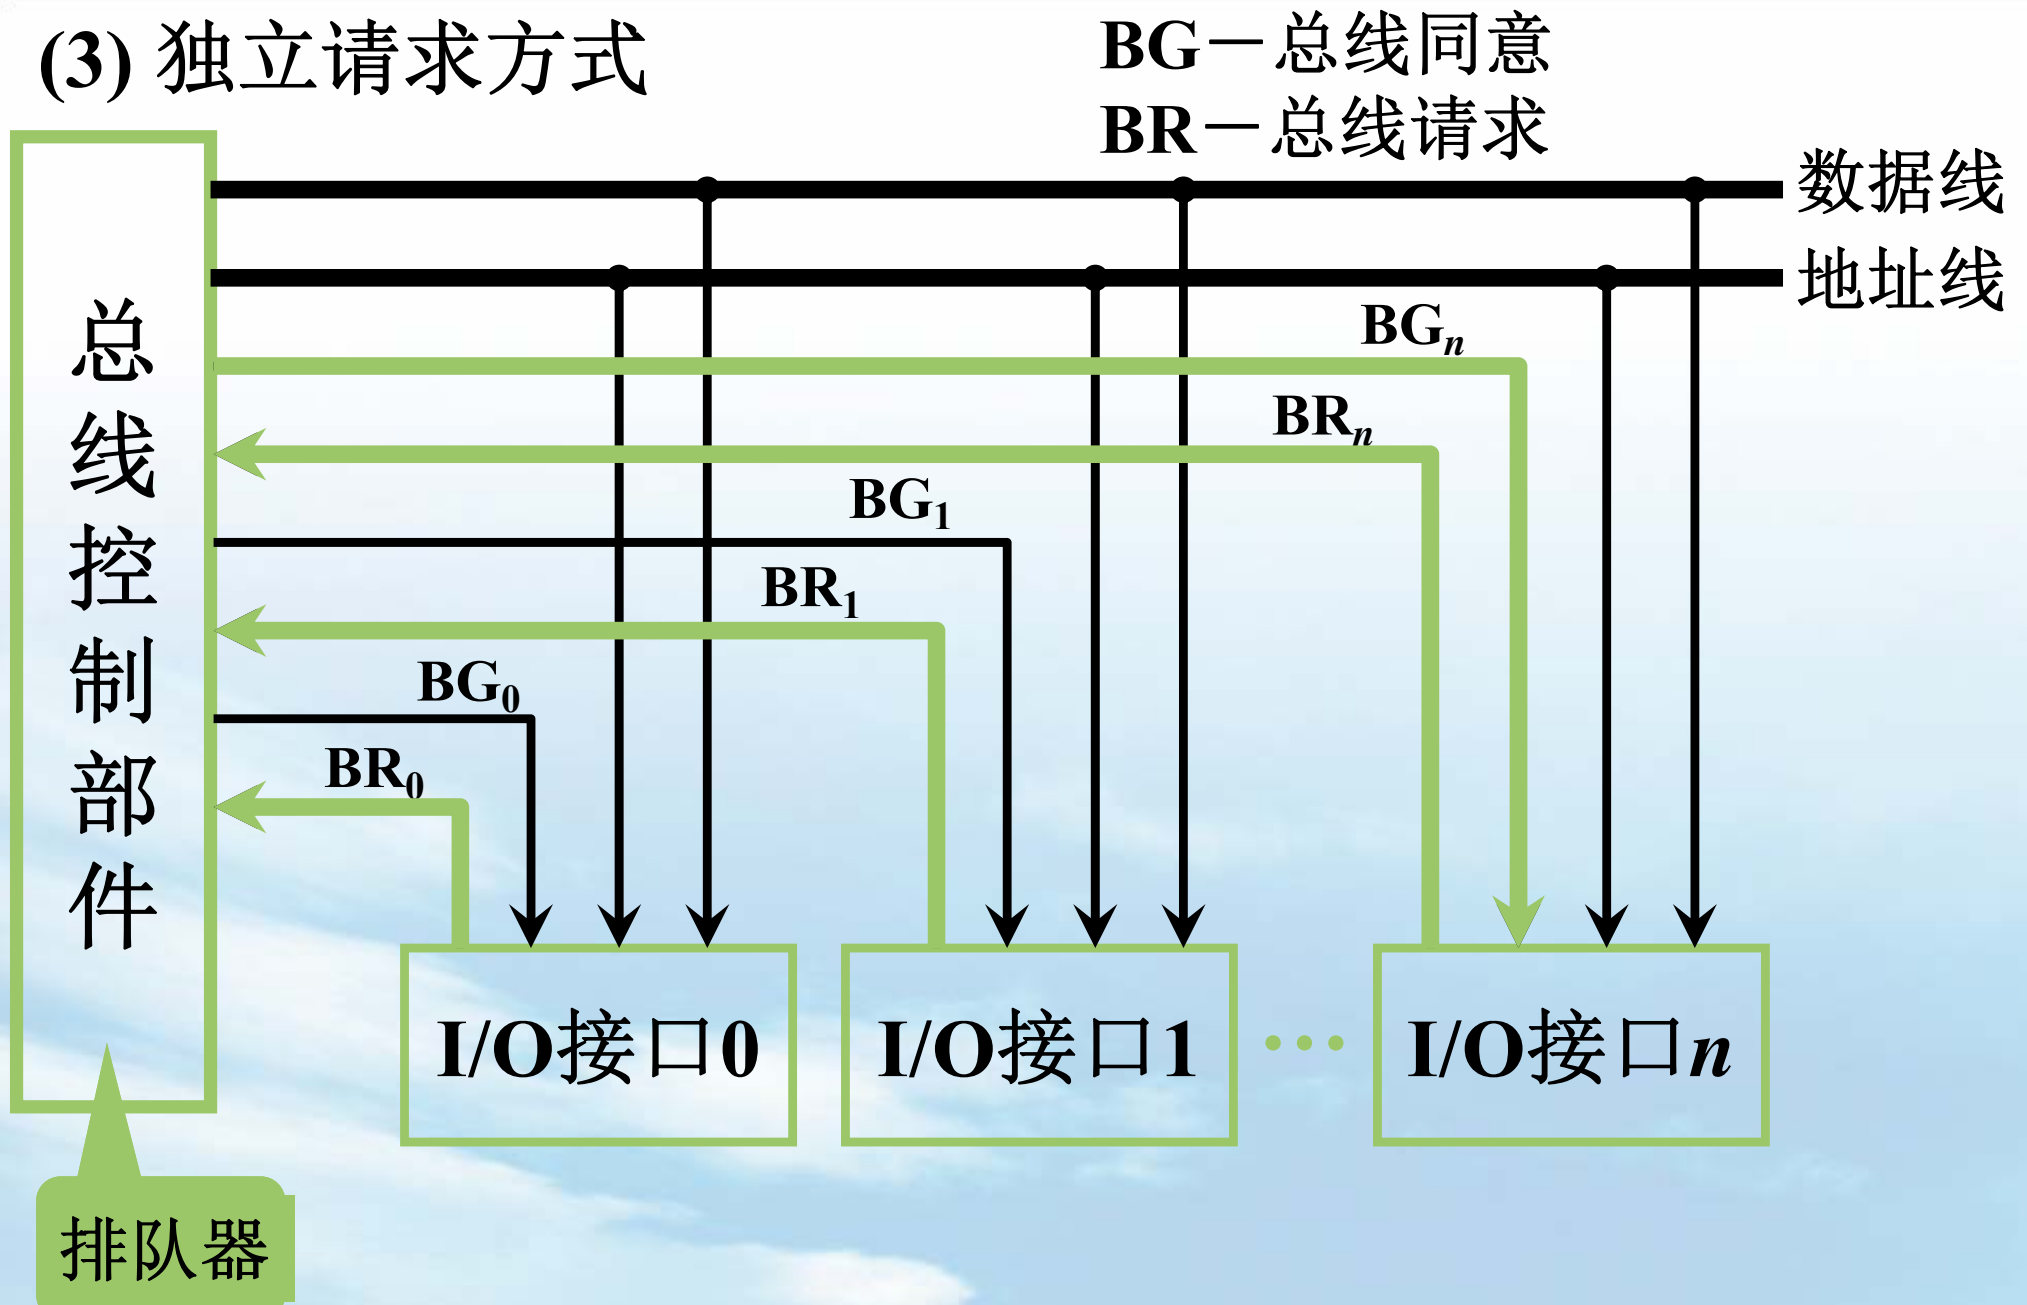 (3) 独立请求方式
BG－总线同意
BR－总线请求
数据线
地址线
BGn
BRn
BG1
BR1
BG0
BR0
总线控制部件
I/O接口0
I/O接口1
…
I/O接口n
排队器